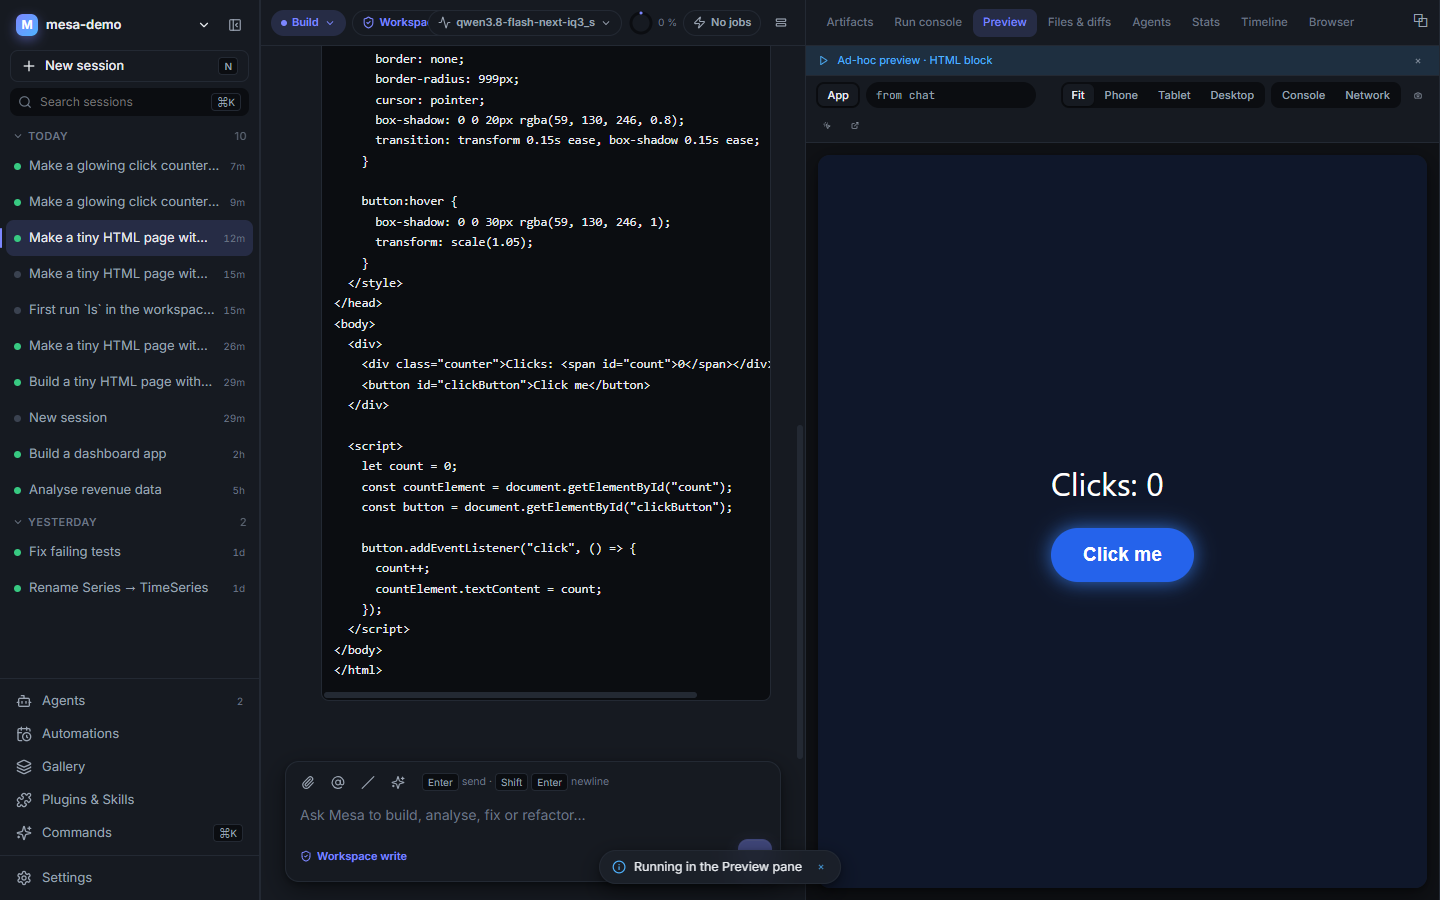 M mesa-demo
New session N
Search sessions ⌘K
TODAY 10
Make a glowing click counter... 7m
Make a glowing click counter... 9m
Make a tiny HTML page wit... 12m
Make a tiny HTML page wit... 15m
First run `ls` in the workspac... 15m
Make a tiny HTML page wit... 26m
Build a tiny HTML page with... 29m
New session 29m
Build a dashboard app 2h
Analyse revenue data 5h
YESTERDAY 2
Fix failing tests 1d
Rename Series → TimeSeries 1d
Agents 2
Automations
Gallery
Plugins & Skills
Commands ⌘K
Settings
Build Workspa qwen3.8-flash-next-iq3_s 0 % No jobs
border: none;
border-radius: 999px;
cursor: pointer;
box-shadow: 0 0 20px rgba(59, 130, 246, 0.8);
transition: transform 0.15s ease, box-shadow 0.15s ease;
}
button:hover {
box-shadow: 0 0 30px rgba(59, 130, 246, 1);
transform: scale(1.05);
}
</style>
</head>
<body>
<div>
<div class="counter">Clicks: <span id="count">0</span></div>
<button id="clickButton">Click me</button>
</div>
<script>
let count = 0;
const countElement = document.getElementById("count");
const button = document.getElementById("clickButton");
button.addEventListener("click", () => {
count++;
countElement.textContent = count;
});
</script>
</body>
</html>
Enter send · Shift Enter newline
Ask Mesa to build, analyse, fix or refactor...
Workspace write
Running in the Preview pane ×
Artifacts Run console Preview Files & diffs Agents Stats Timeline Browser
Ad-hoc preview · HTML block ×
App from chat Fit Phone Tablet Desktop Console Network
Clicks: 0
Click me